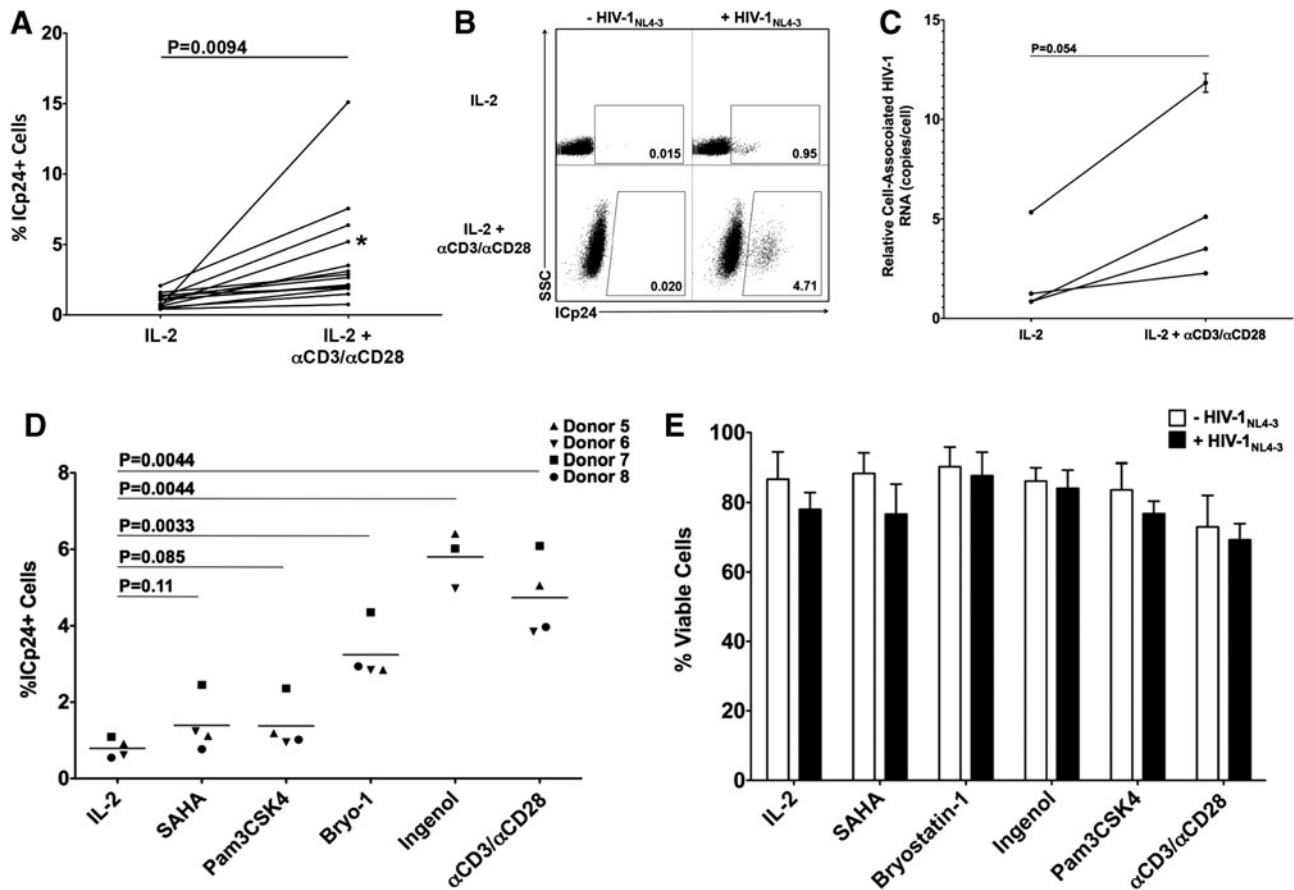 A
20
15
10
5
0
% ICp24+ Cells
P=0.0094
*
IL-2
IL-2 +
αCD3/αCD28
B
- HIV-1NL4-3
+ HIV-1NL4-3
IL-2
0.015
0.95
IL-2 +
αCD3/αCD28
0.020
4.71
SSC
ICp24
C
15
10
5
0
Relative Cell-Assocoiated HIV-1
RNA (copies/cell)
P=0.054
IL-2
IL-2 + αCD3/αCD28
D
Donor 5
Donor 6
Donor 7
Donor 8
8
6
4
2
0
%ICp24+ Cells
P=0.0044
P=0.0044
P=0.0033
P=0.085
P=0.11
IL-2
SAHA
Pam3CSK4
Bryo-1
Ingenol
αCD3/αCD28
E
- HIV-1NL4-3
+ HIV-1NL4-3
100
80
60
40
20
0
% Viable Cells
IL-2
SAHA
Bryostatin-1
Ingenol
Pam3CSK4
αCD3/αCD28